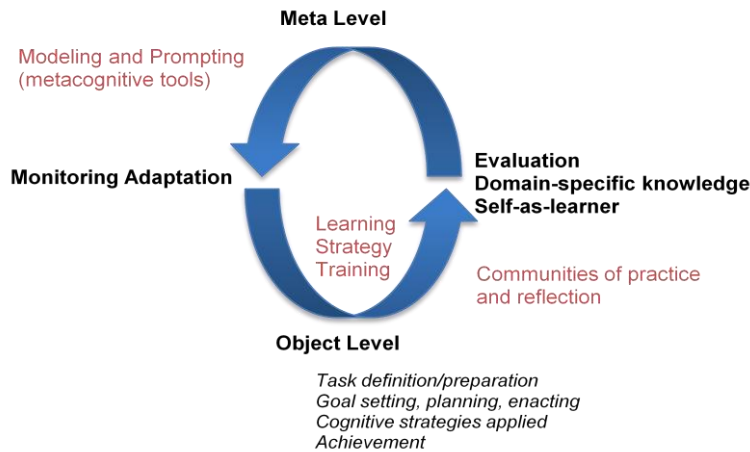 Meta Level
Modeling and Prompting
(metacognitive tools)
Monitoring Adaptation
Evaluation
Domain-specific knowledge
Self-as-learner
Learning
Strategy
Training
Communities of practice
and reflection
Object Level
Task definition/preparation
Goal setting, planning, enacting
Cognitive strategies applied
Achievement